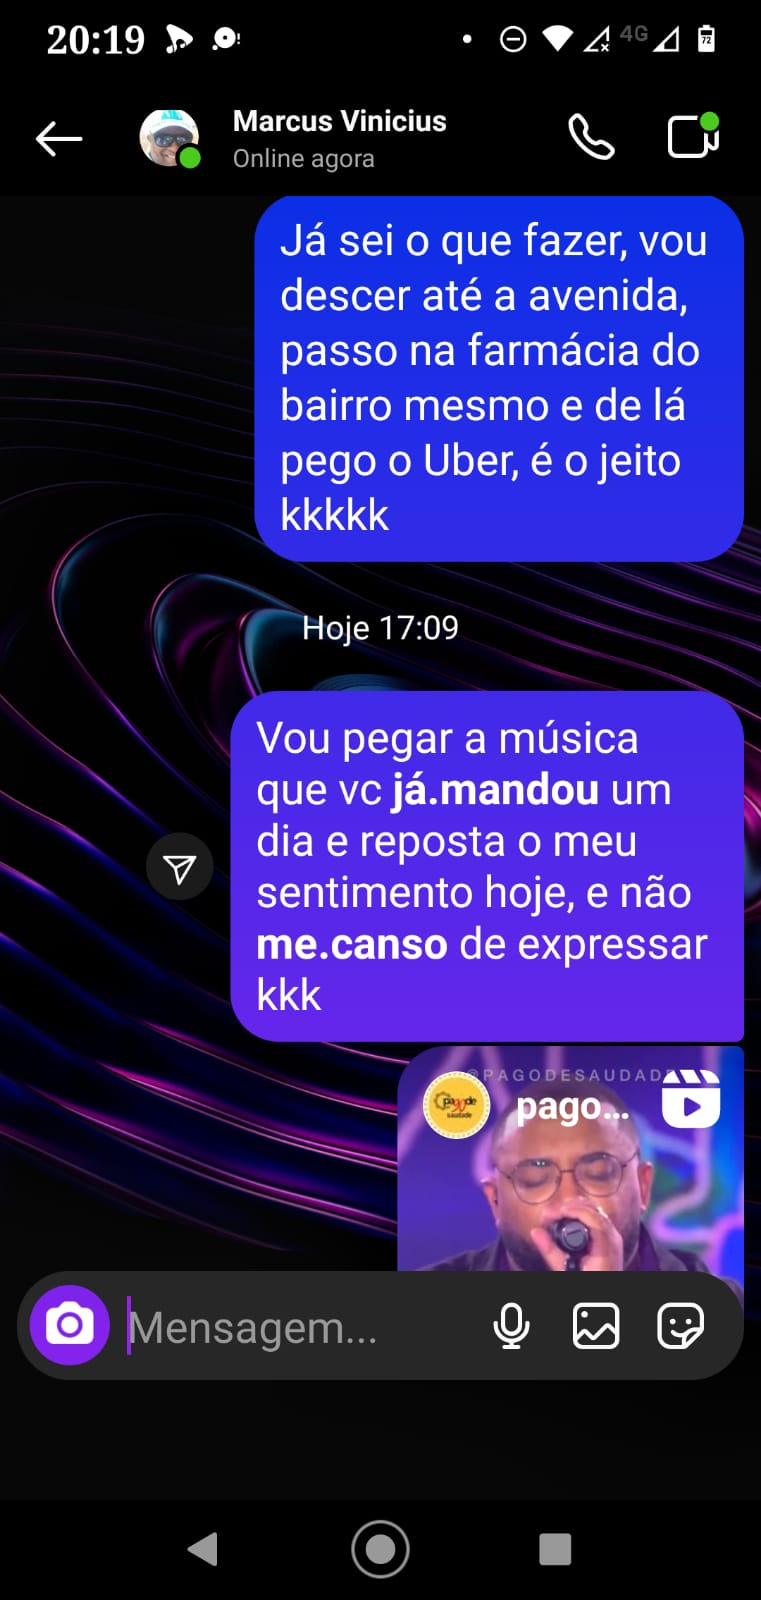 20:19
4G
72
Marcus Vinicius
Online agora
Já sei o que fazer, vou
descer até a avenida,
passo na farmácia do
bairro mesmo e de lá
pego o Uber, é o jeito
kkkkk
Hoje 17:09
Vou pegar a música
que vc já.mandou um
dia e reposta o meu
sentimento hoje, e não
me.canso de expressar
kkk
@PAGODESAUDAD
pagode
saudade
pago...
Mensagem...